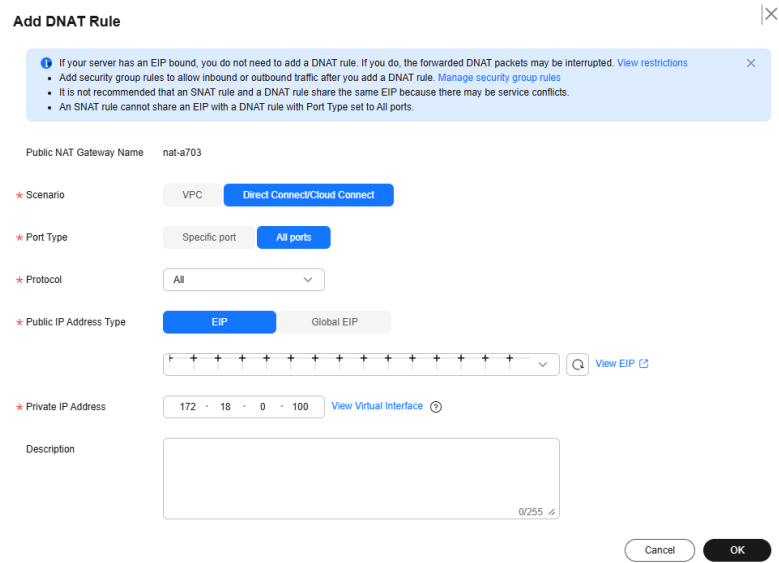 Add DNAT Rule
If your server has an EIP bound, you do not need to add a DNAT rule. If you do, the forwarded DNAT packets may be interrupted. View restrictions
Add security group rules to allow inbound or outbound traffic after you add a DNAT rule. Manage security group rules
It is not recommended that an SNAT rule and a DNAT rule share the same EIP because there may be service conflicts.
An SNAT rule cannot share an EIP with a DNAT rule with Port Type set to All ports.
Public NAT Gateway Name nat-a703
* Scenario VPC Direct Connect/Cloud Connect
* Port Type Specific port All ports
* Protocol All
* Public IP Address Type EIP Global EIP
View EIP
* Private IP Address 172 · 18 · 0 · 100 View Virtual Interface ?
Description
0/255
Cancel OK